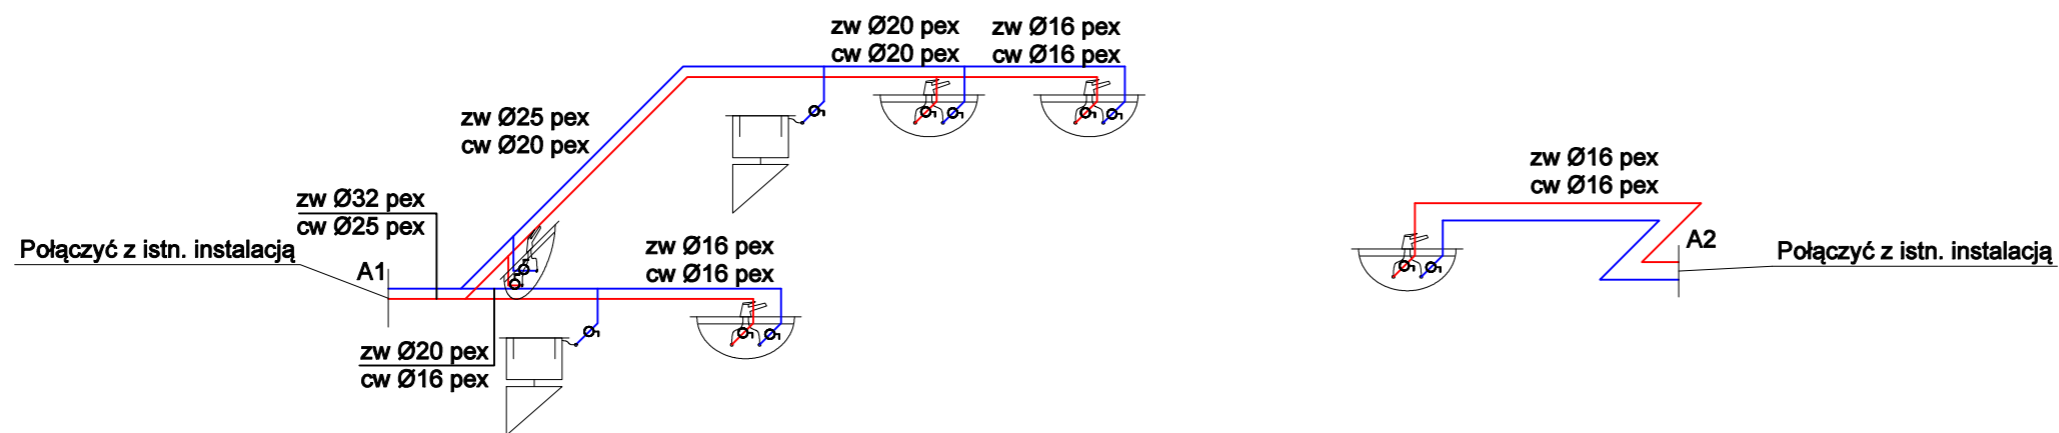 zw Ø20 pex
cw Ø20 pex
zw Ø16 pex
cw Ø16 pex
zw Ø25 pex
cw Ø20 pex
zw Ø32 pex
cw Ø25 pex
Połączyć z istn. instalacją
A1
zw Ø16 pex
cw Ø16 pex
zw Ø20 pex
cw Ø16 pex
zw Ø16 pex
cw Ø16 pex
A2
Połączyć z istn. instalacją